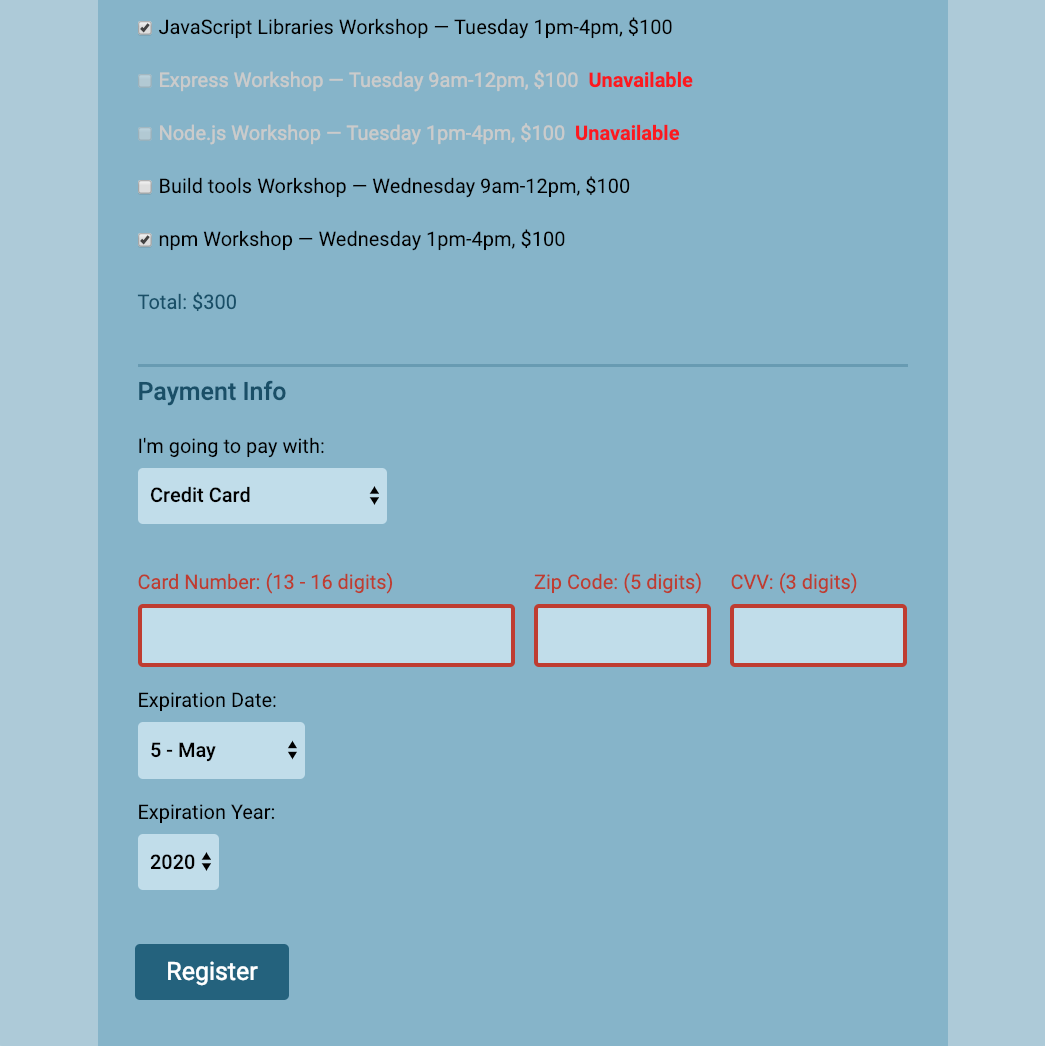 JavaScript Libraries Workshop — Tuesday 1pm-4pm, $100
Express Workshop — Tuesday 9am-12pm, $100 Unavailable
Node.js Workshop — Tuesday 1pm-4pm, $100 Unavailable
Build tools Workshop — Wednesday 9am-12pm, $100
npm Workshop — Wednesday 1pm-4pm, $100
Total: $300
Payment Info
I'm going to pay with:
Credit Card
Card Number: (13 - 16 digits) Zip Code: (5 digits) CVV: (3 digits)
Expiration Date:
5 - May
Expiration Year:
2020
Register